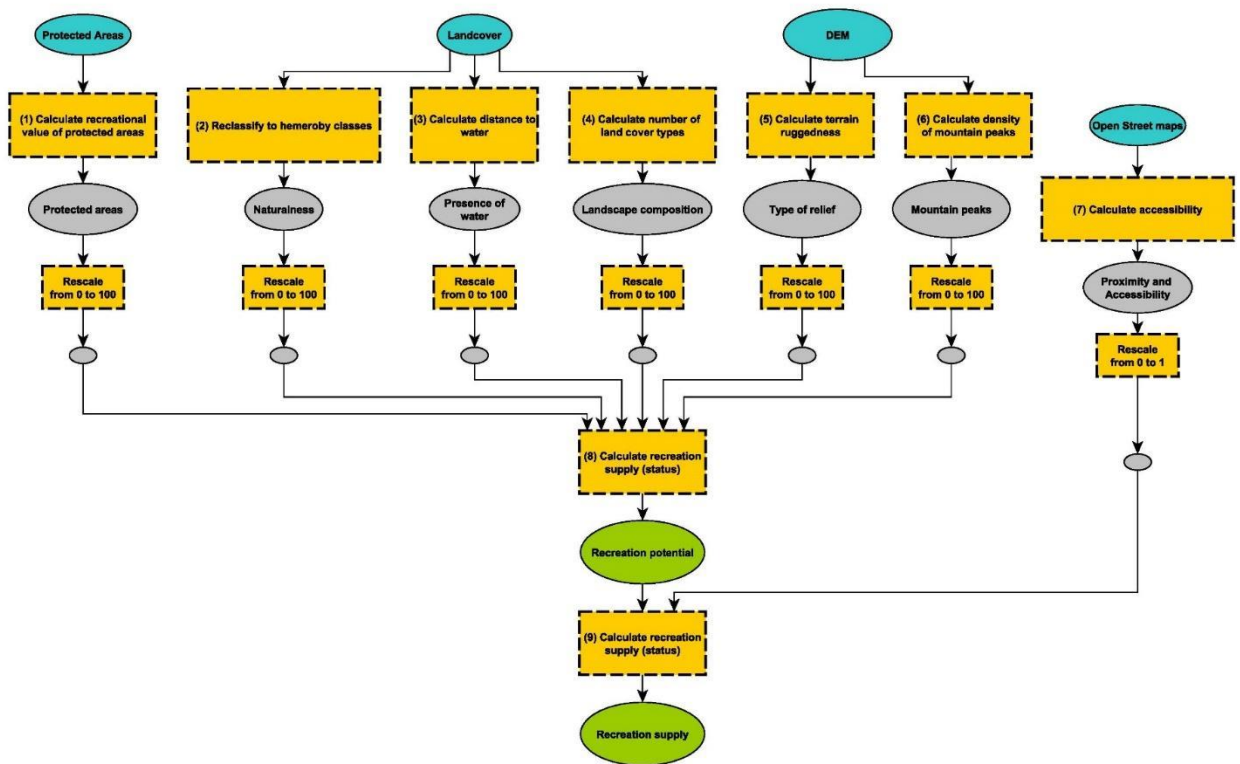 Protected Areas
Landcover
DEM
(1) Calculate recreational
value of protected areas
(2) Reclassify to hemeroby classes
(3) Calculate distance to
water
(4) Calculate number of
land cover types
(5) Calculate terrain
ruggedness
(6) Calculate density
of mountain peaks
Open Street maps
Protected areas
Naturalness
Presence of
water
Landscape composition
Type of relief
Mountain peaks
(7) Calculate accessibility
Rescale
from 0 to 100
Rescale
from 0 to 100
Rescale
from 0 to 100
Rescale
from 0 to 100
Rescale
from 0 to 100
Rescale
from 0 to 100
Proximity and
Accessibility
Rescale
from 0 to 1
(8) Calculate recreation
supply (status)
Recreation potential
(9) Calculate recreation
supply (status)
Recreation supply